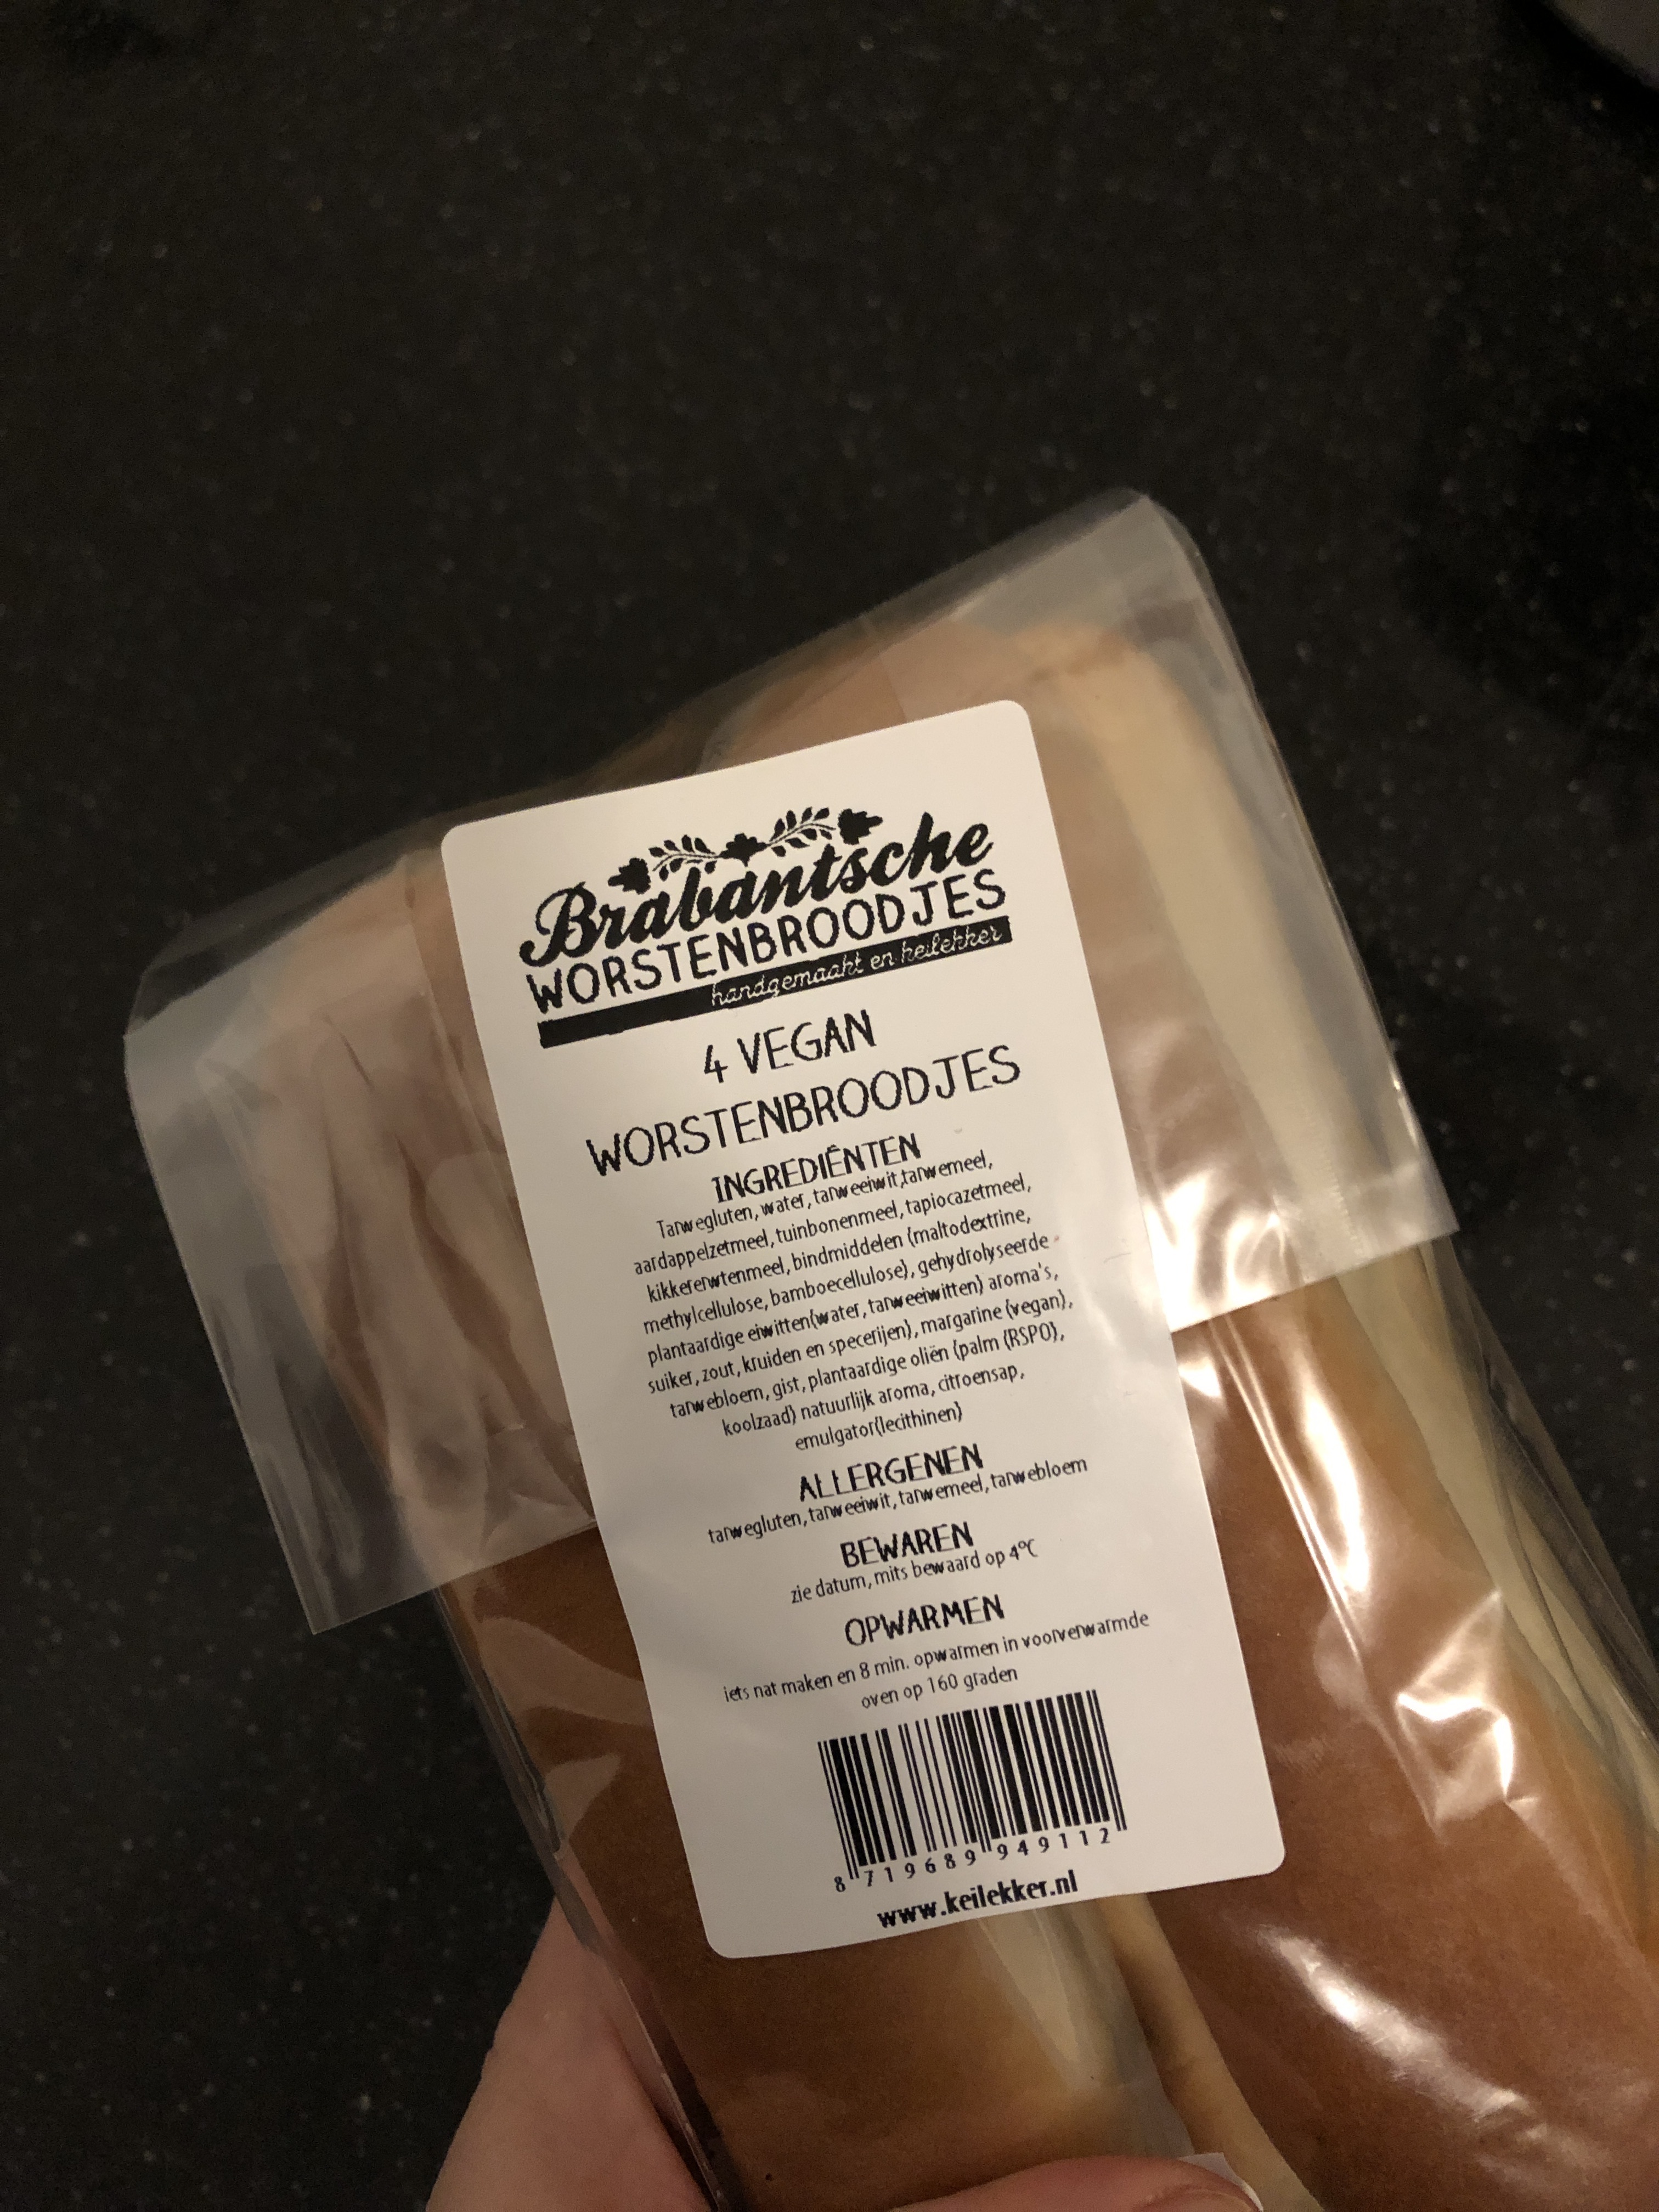 Brabantsche
WORSTENBROODJES
handgemaakt en keilekker
4 VEGAN
WORSTENBROODJES
INGREDIËNTEN
Tarwegluten, water, tarweeiwit,tarwemeel,
aardappelzetmeel, tuinbonenmeel, tapiocazetmeel,
kikkererwtenmeel, bindmiddelen {maltodextrine,
methylcellulose, bamboecellulose}, gehydrolyseerde
plantaardige eiwitten{water, tarweeiwitten} aroma's,
suiker, zout, kruiden en specerijen}, margarine {vegan},
tarwebloem, gist, plantaardige oliën {palm {RSPO},
koolzaad} natuurlijk aroma, citroensap,
emulgator{lecithinen}
ALLERGENEN
tarwegluten, tarweeiwit, tarwemeel, tarwebloem
BEWAREN
zie datum, mits bewaard op 4°C
OPWARMEN
iets nat maken en 8 min. opwarmen in voorverwarmde
oven op 160 graden
8 719689 949112
www.keilekker.nl